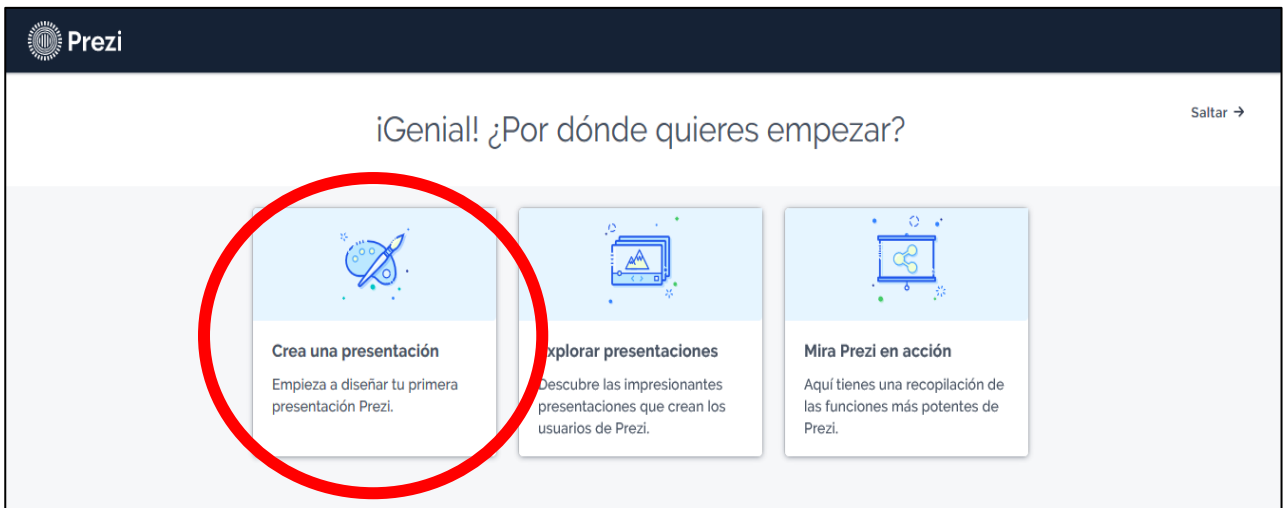 Prezi
¡Genial! ¿Por dónde quieres empezar?
Saltar →
Crea una presentación
Empieza a diseñar tu primera
presentación Prezi.
xplorar presentaciones
Descubre las impresionantes
presentaciones que crean los
usuarios de Prezi.
Mira Prezi en acción
Aquí tienes una recopilación de
las funciones más potentes de
Prezi.